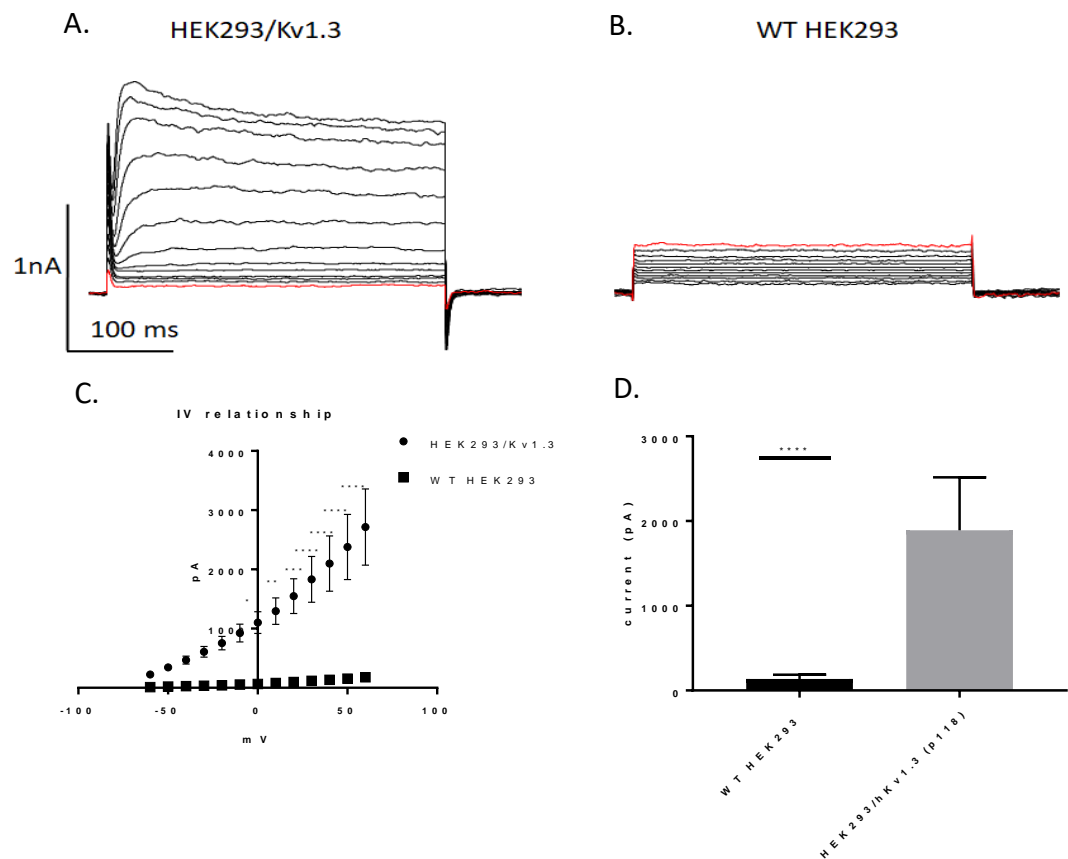 A.
HEK293/Kv1.3
B.
WT HEK293
1nA
100 ms
C.
IV relationship
HEK293/Kv1.3
WT HEK293
4000
3000
2000
1000
pA
*
**
***
****
****
****
****
-100
-50
0
50
100
mV
D.
3000
2000
1000
0
current (pA)
****
WT HEK293
HEK293/hKv1.3 (p118)